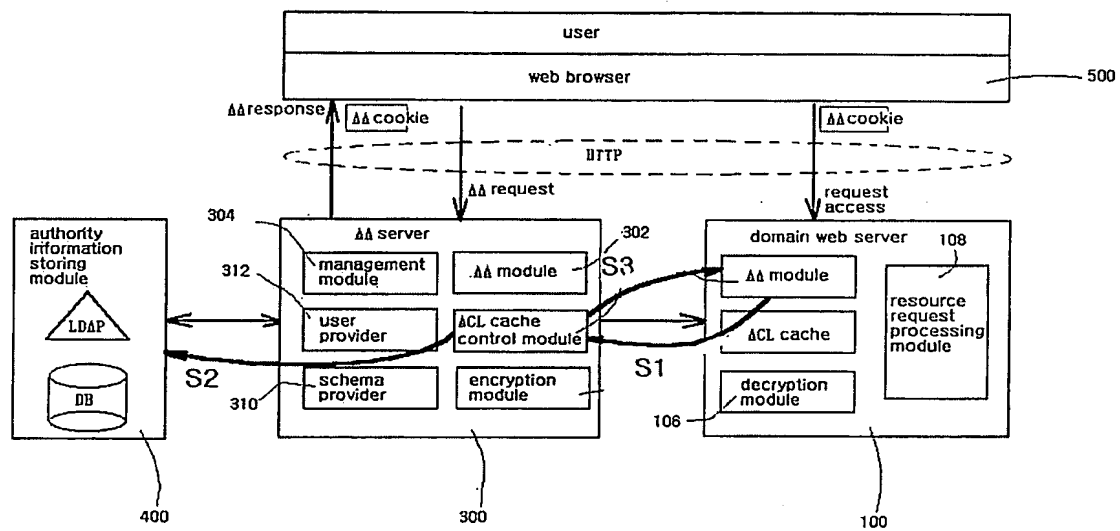 user
web browser
500
AA response
AA cookie
AA cookie
HTTP
AA request
request
access
authority
information
storing
module
LDAP
DB
400
304
312
310
AA server
management
module
AA module
302
user
provider
ACL cache
control module
schema
provider
encryption
module
300
S1
S2
S3
domain web server
108
AA module
ACL cache
decryption
module
106
resource
request
processing
module
100